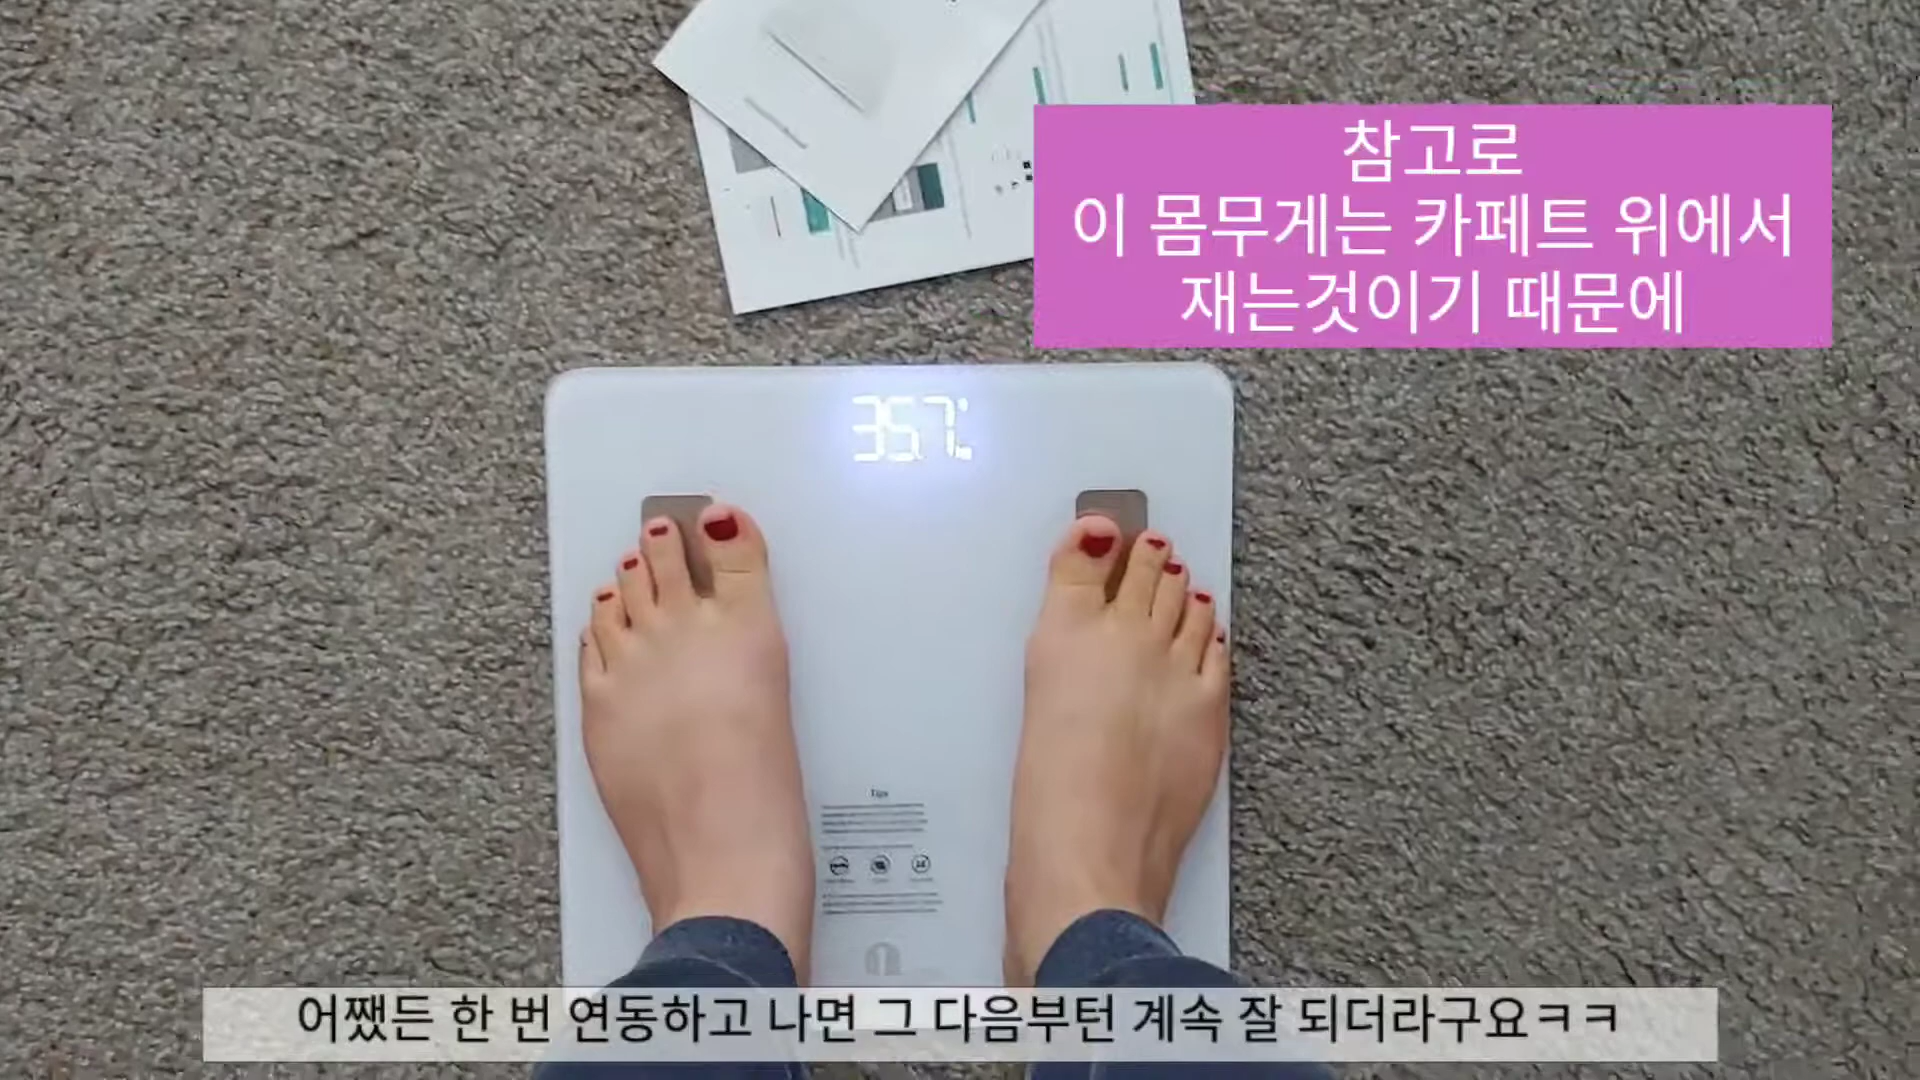 참고로
이 몸무게는 카페트 위에서
재는것이기 때문에
35.7
Tips
어쨌든 한 번 연동하고 나면 그 다음부턴 계속 잘 되더라구요ㅋㅋ